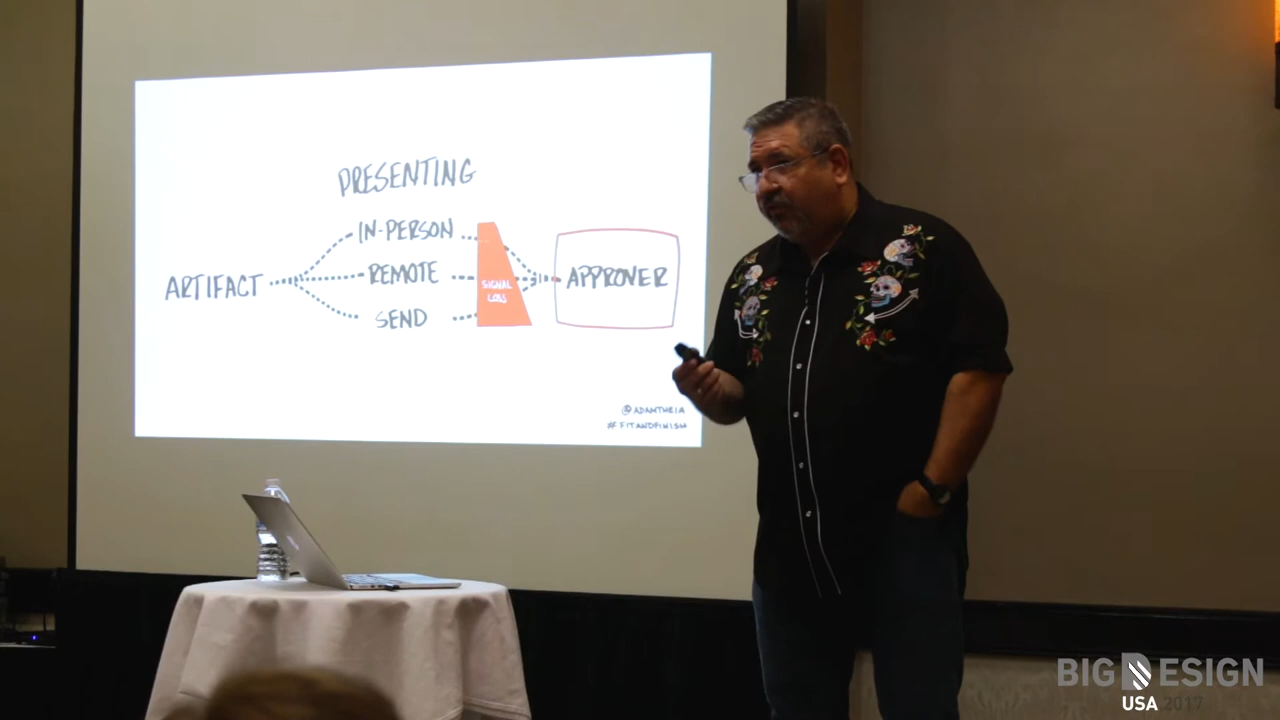 PRESENTING
IN-PERSON
ARTIFACT
REMOTE
SEND
SIGNAL
LOSS
APPROVER
@ADAMTHEIA
#FITANDFINISH
BIG DESIGN
USA 2017